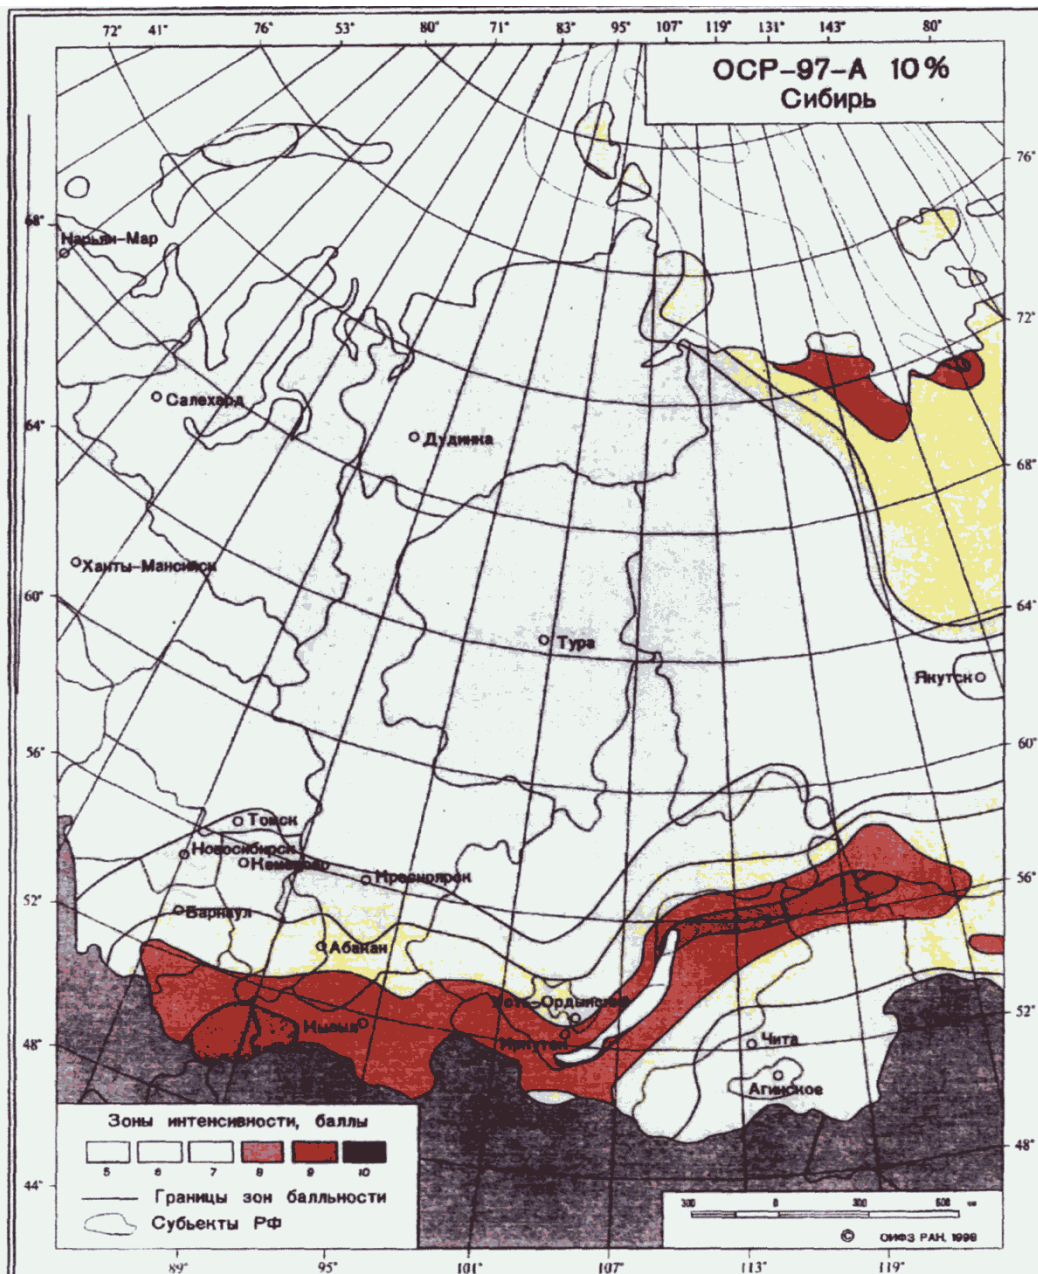 72° 41° 76° 53° 80° 71° 83° 95° 107° 119° 131° 143° 80°
ОСР-97-А 10%
Сибирь
76°
68°
Нарьян-Мар
72°
Салехард
64°
Дудинка
68°
Ханты-Мансийск
60°
64°
Тура
Якутск
56°
60°
Томск
Новосибирск
Кемерово
Красноярск
56°
52°
Барнаул
Абакан
Усть-Ордынский
52°
Кызыл
Иркутск
Чита
48°
Агинское
Зоны интенсивности, баллы
5 6 7 8 9 10
48°
44°
Границы зон балльности
Субъекты РФ
300 0 300 600 км
© ОИФЗ РАН, 1998
89° 95° 101° 107° 113° 119°